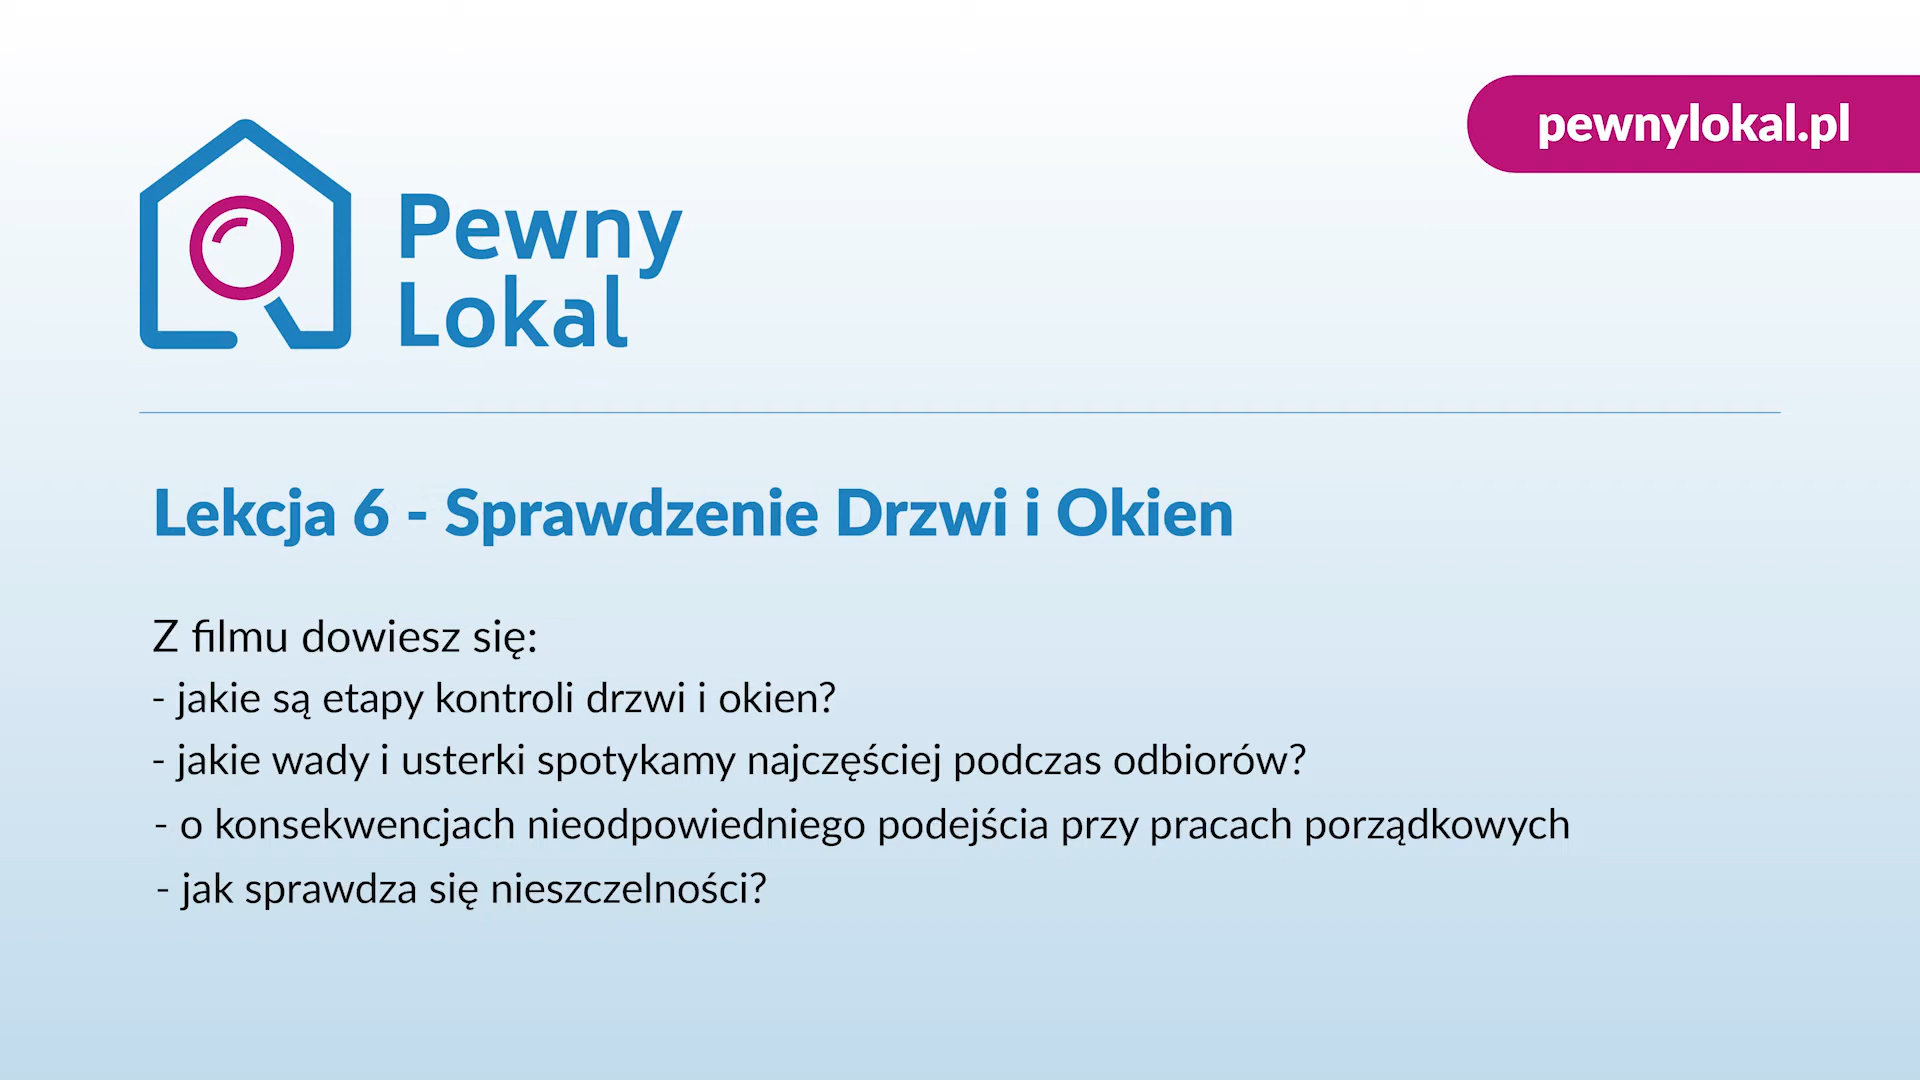 pewnylokal.pl
Pewny
Lokal
Lekcja 6 - Sprawdzenie Drzwi i Okien
Z filmu dowiesz się:
- jakie są etapy kontroli drzwi i okien?
- jakie wady i usterki spotykamy najczęściej podczas odbiorów?
- o konsekwencjach nieodpowiedniego podejścia przy pracach porządkowych
- jak sprawdza się nieszczelności?